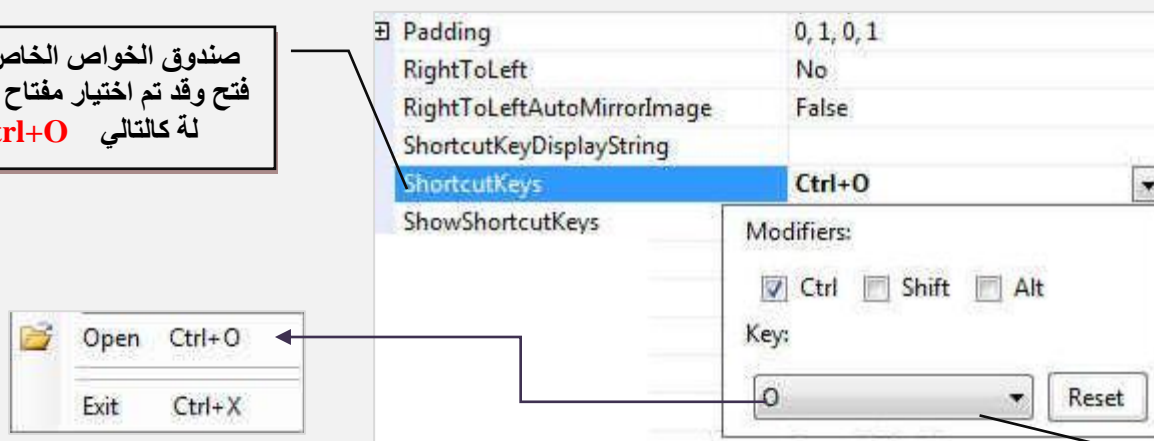 صندوق الخواص الخاص
فتح وقد تم اختيار مفتاح
لة كالتالي trl+O
Padding 0, 1, 0, 1
RightToLeft No
RightToLeftAutoMirrorImage False
ShortcutKeyDisplayString
ShortcutKeys Ctrl+O
ShowShortcutKeys
Modifiers:
Ctrl Shift Alt
Key:
O Reset
Open Ctrl+O
Exit Ctrl+X